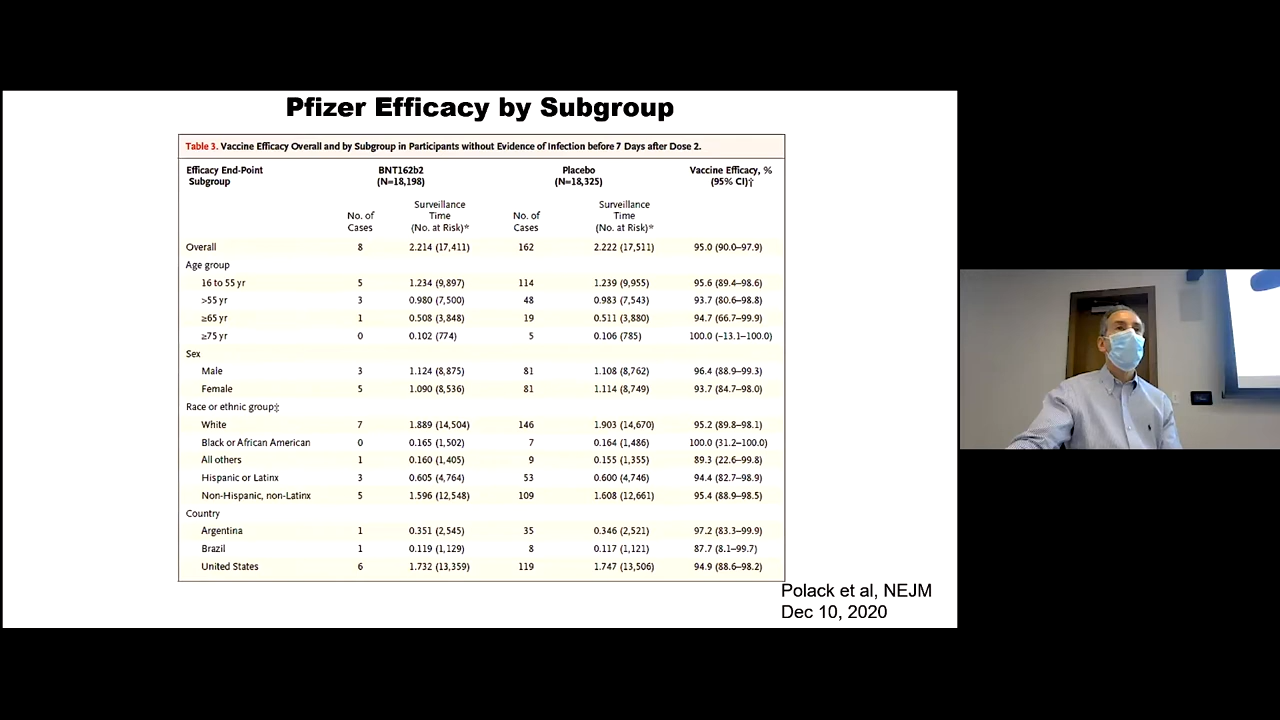 Pfizer Efficacy by Subgroup
Table 3. Vaccine Efficacy Overall and by Subgroup in Participants without Evidence of Infection before 7 Days after Dose 2.
Efficacy End-Point Subgroup BNT162b2 (N=18,198) Placebo (N=18,325) Vaccine Efficacy, % (95% CI)†
No. of Cases Surveillance Time (No. at Risk)* No. of Cases Surveillance Time (No. at Risk)*
Overall 8 2.214 (17,411) 162 2.222 (17,511) 95.0 (90.0–97.9)
Age group
16 to 55 yr 5 1.234 (9,897) 114 1.239 (9,955) 95.6 (89.4–98.6)
>55 yr 3 0.980 (7,500) 48 0.983 (7,543) 93.7 (80.6–98.8)
≥65 yr 1 0.508 (3,848) 19 0.511 (3,880) 94.7 (66.7–99.9)
≥75 yr 0 0.102 (774) 5 0.106 (785) 100.0 (−13.1–100.0)
Sex
Male 3 1.124 (8,875) 81 1.108 (8,762) 96.4 (88.9–99.3)
Female 5 1.090 (8,536) 81 1.114 (8,749) 93.7 (84.7–98.0)
Race or ethnic group‡
White 7 1.889 (14,504) 146 1.903 (14,670) 95.2 (89.8–98.1)
Black or African American 0 0.165 (1,502) 7 0.164 (1,486) 100.0 (31.2–100.0)
All others 1 0.160 (1,405) 9 0.155 (1,355) 89.3 (22.6–99.8)
Hispanic or Latinx 3 0.605 (4,764) 53 0.600 (4,746) 94.4 (82.7–98.9)
Non-Hispanic, non-Latinx 5 1.596 (12,548) 109 1.608 (12,661) 95.4 (88.9–98.5)
Country
Argentina 1 0.351 (2,545) 35 0.346 (2,521) 97.2 (83.3–99.9)
Brazil 1 0.119 (1,129) 8 0.117 (1,121) 87.7 (8.1–99.7)
United States 6 1.732 (13,359) 119 1.747 (13,506) 94.9 (88.6–98.2)
Polack et al, NEJM
Dec 10, 2020